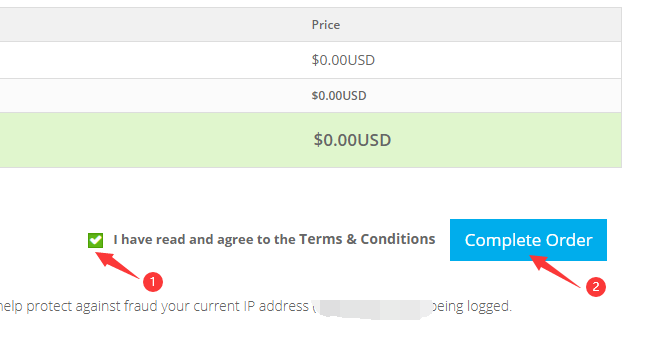 Price
$0.00USD
$0.00USD
$0.00USD
I have read and agree to the Terms & Conditions Complete Order
1
2
help protect against fraud your current IP address ( being logged.